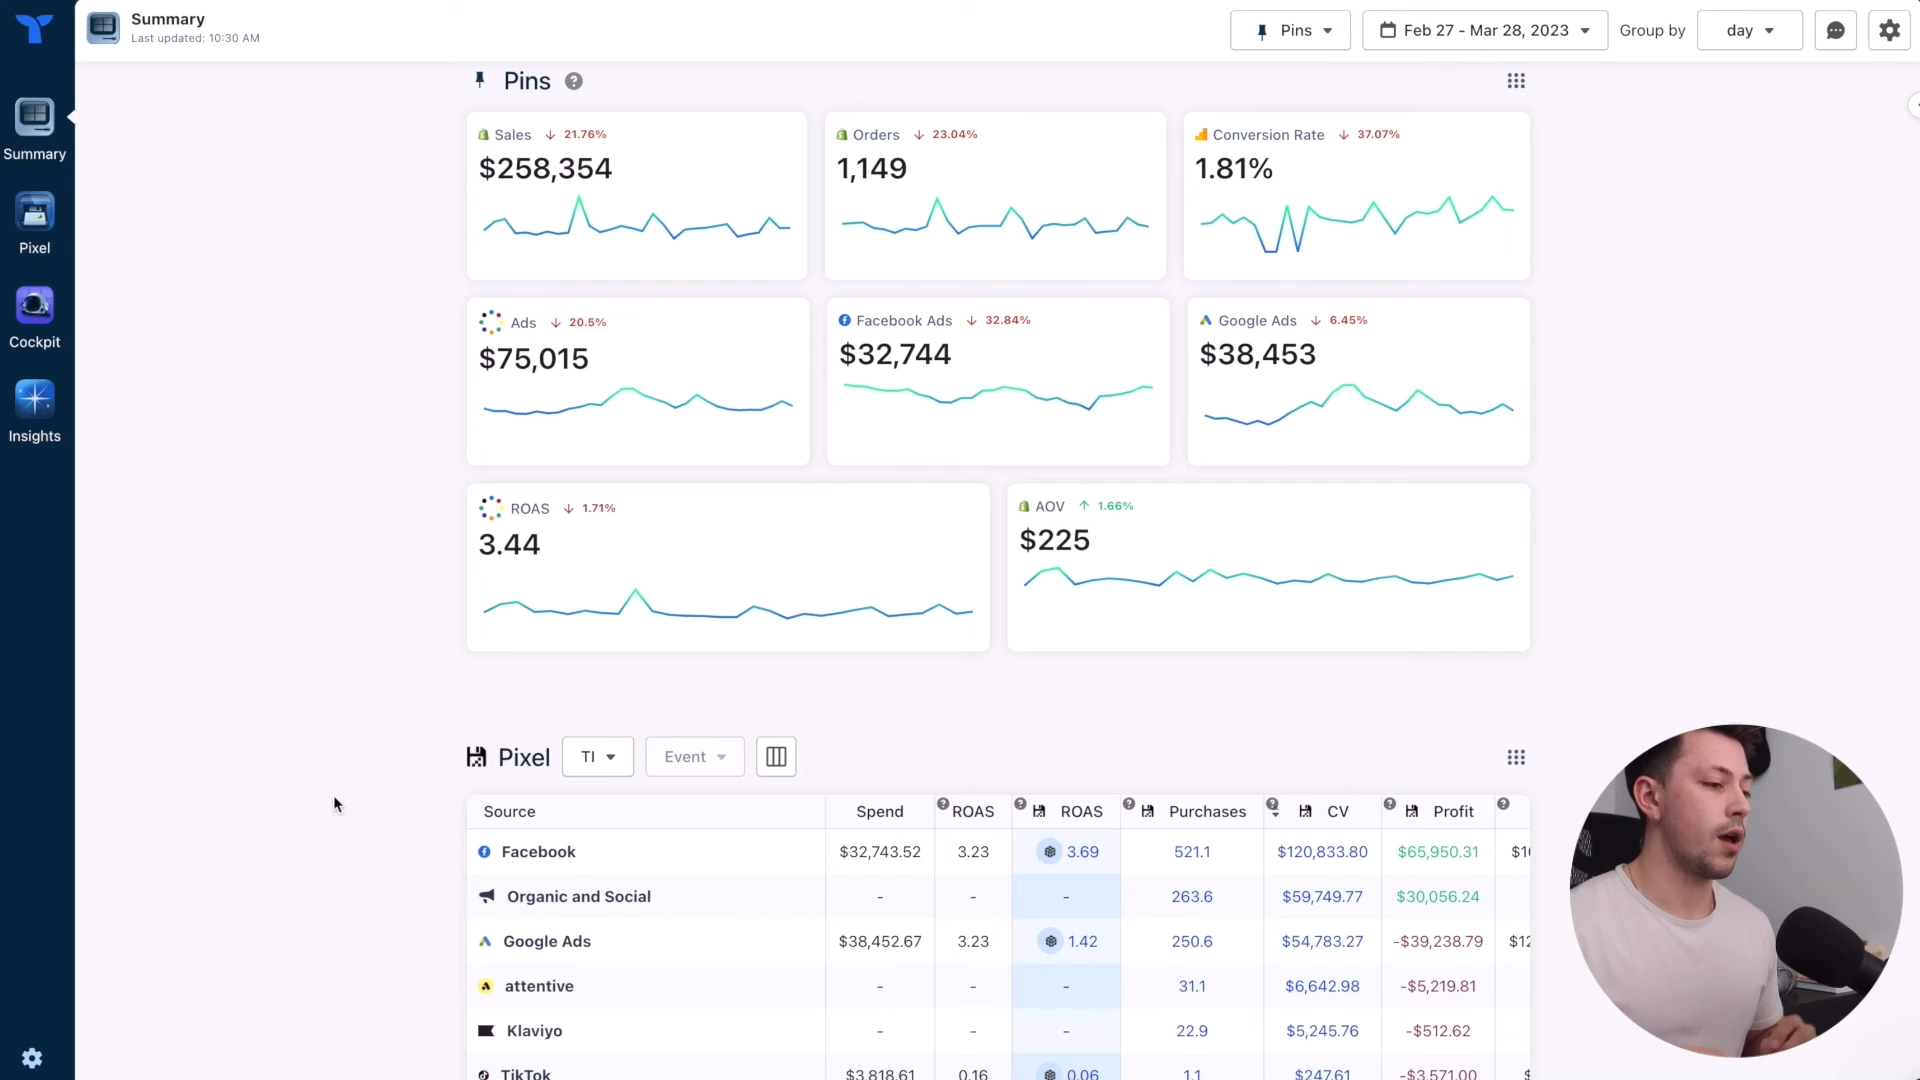 Summary
Last updated: 10:30 AM
Pins
Feb 27 - Mar 28, 2023
Group by
day
Summary
Pixel
Cockpit
Insights
Pins ?
Sales ↓ 21.76%
$258,354
Orders ↓ 23.04%
1,149
Conversion Rate ↓ 37.07%
1.81%
Ads ↓ 20.5%
$75,015
Facebook Ads ↓ 32.84%
$32,744
Google Ads ↓ 6.45%
$38,453
ROAS ↓ 1.71%
3.44
AOV ↑ 1.66%
$225
Pixel TI Event
Source Spend ? ROAS ? ROAS ? Purchases ? CV ? Profit ?
Facebook $32,743.52 3.23 3.69 521.1 $120,833.80 $65,950.31
Organic and Social - - - 263.6 $59,749.77 $30,056.24
Google Ads $38,452.67 3.23 1.42 250.6 $54,783.27 -$39,238.79
attentive - - - 31.1 $6,642.98 -$5,219.81
Klaviyo - - - 22.9 $5,245.76 -$512.62
TikTok $3,818.61 0.16 0.06 1.1 $247.61 -$3,571.00